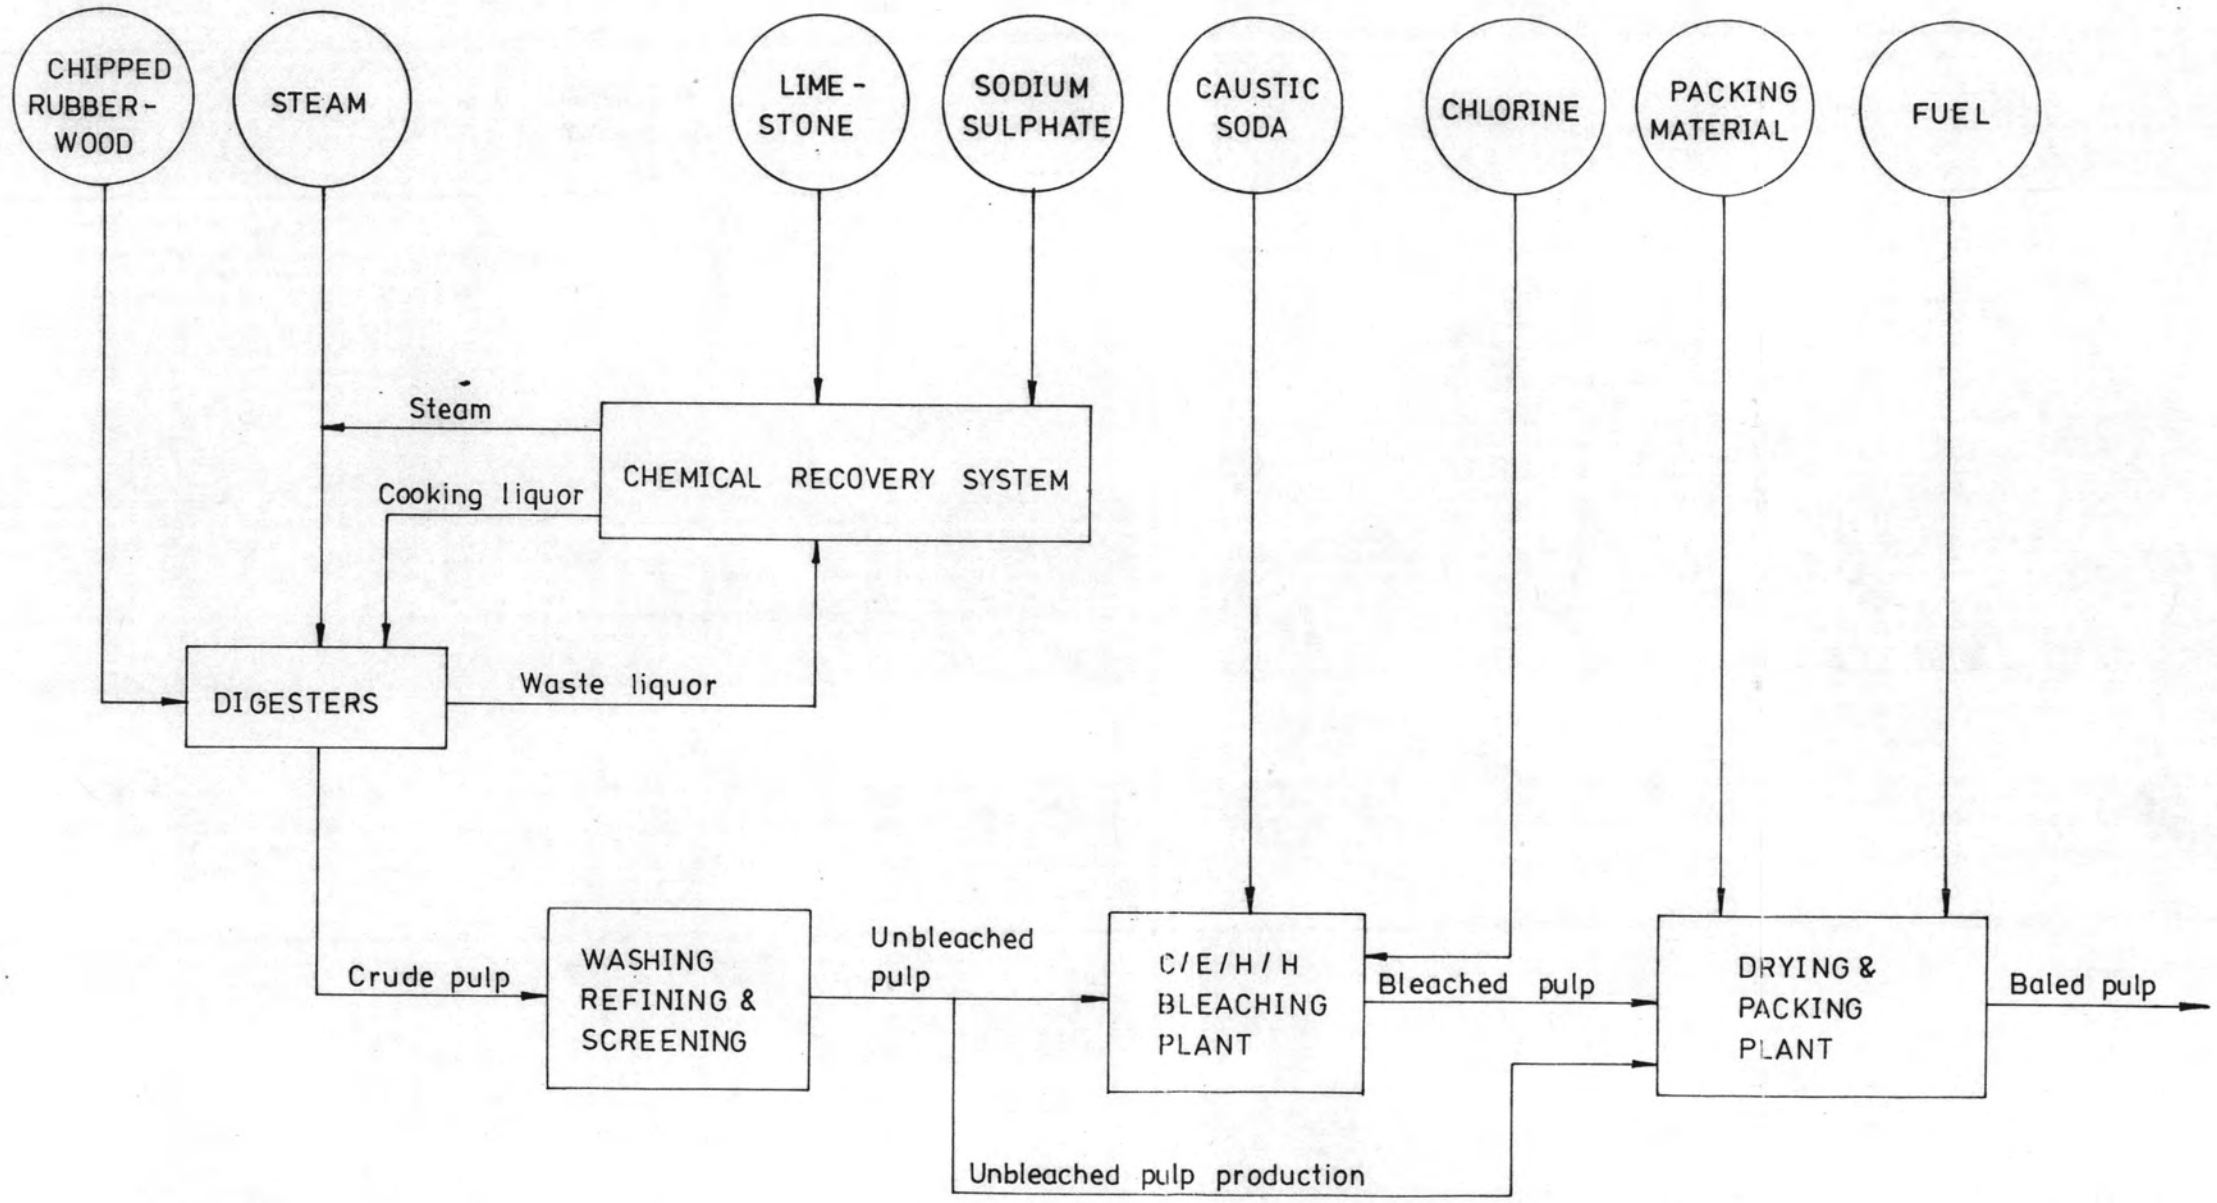 CHIPPED
RUBBER-
WOOD
STEAM
LIME-
STONE
SODIUM
SULPHATE
CAUSTIC
SODA
CHLORINE
PACKING
MATERIAL
FUEL
Steam
CHEMICAL RECOVERY SYSTEM
Cooking liquor
DIGESTERS
Waste liquor
Crude pulp
WASHING
REFINING &
SCREENING
Unbleached
pulp
C/E/H/H
BLEACHING
PLANT
Bleached pulp
DRYING &
PACKING
PLANT
Baled pulp
Unbleached pulp production